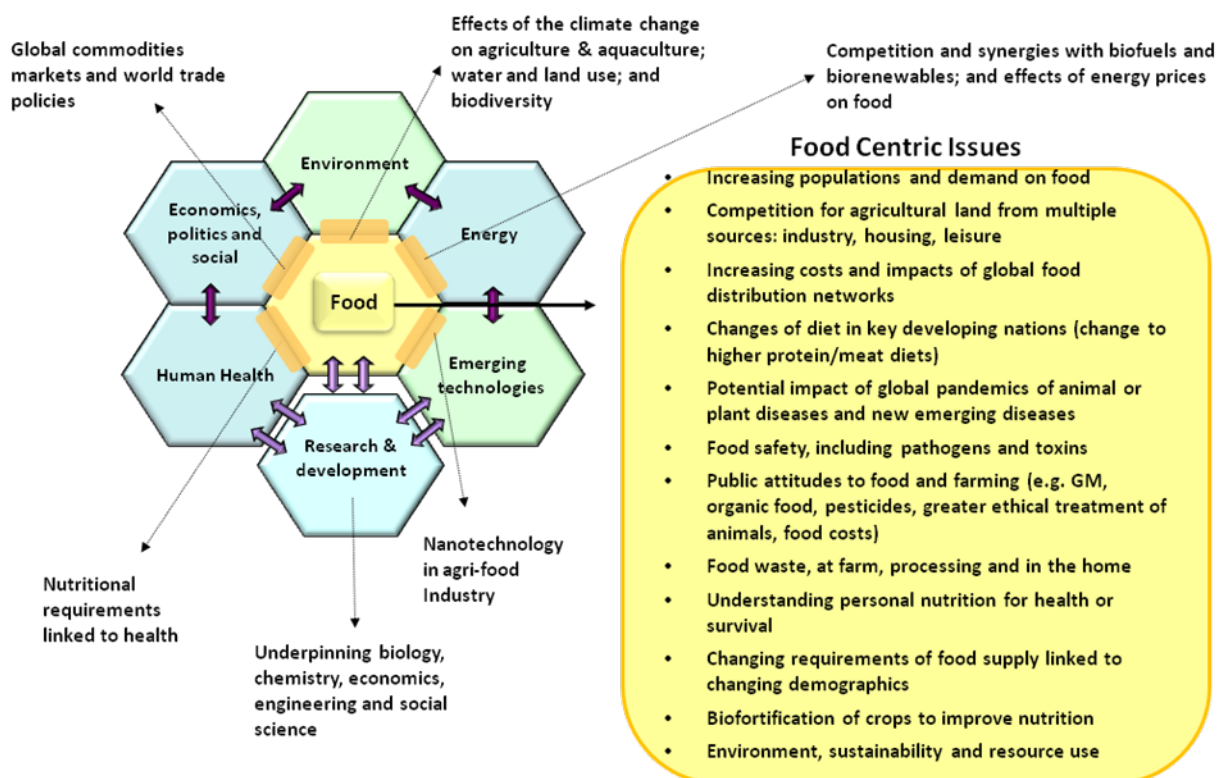 Global commodities
markets and world trade
policies
Effects of the climate change
on agriculture & aquaculture;
water and land use; and
biodiversity
Competition and synergies with biofuels and
biorenewables; and effects of energy prices
on food
Environment
Economics,
politics and
social
Energy
Food
Human Health
Emerging
technologies
Research &
development
Nutritional
requirements
linked to health
Underpinning biology,
chemistry, economics,
engineering and social
science
Nanotechnology
in agri-food
Industry
Food Centric Issues
• Increasing populations and demand on food
• Competition for agricultural land from multiple
sources: industry, housing, leisure
• Increasing costs and impacts of global food
distribution networks
• Changes of diet in key developing nations (change to
higher protein/meat diets)
• Potential impact of global pandemics of animal or
plant diseases and new emerging diseases
• Food safety, including pathogens and toxins
• Public attitudes to food and farming (e.g. GM,
organic food, pesticides, greater ethical treatment of
animals, food costs)
• Food waste, at farm, processing and in the home
• Understanding personal nutrition for health or
survival
• Changing requirements of food supply linked to
changing demographics
• Biofortification of crops to improve nutrition
• Environment, sustainability and resource use